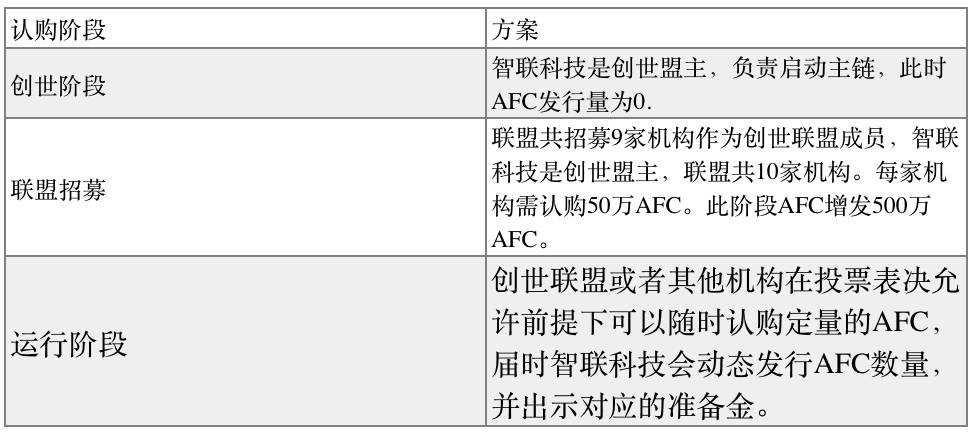 认购阶段
方案
创世阶段
智联科技是创世盟主，负责启动主链，此时
AFC发行量为0.
联盟招募
联盟共招募9家机构作为创世联盟成员，智联
科技是创世盟主，联盟共10家机构。每家机
构需认购50万AFC。此阶段AFC增发500万
AFC。
运行阶段
创世联盟或者其他机构在投票表决允
许前提下可以随时认购定量的AFC，
届时智联科技会动态发行AFC数量，
并出示对应的准备金。